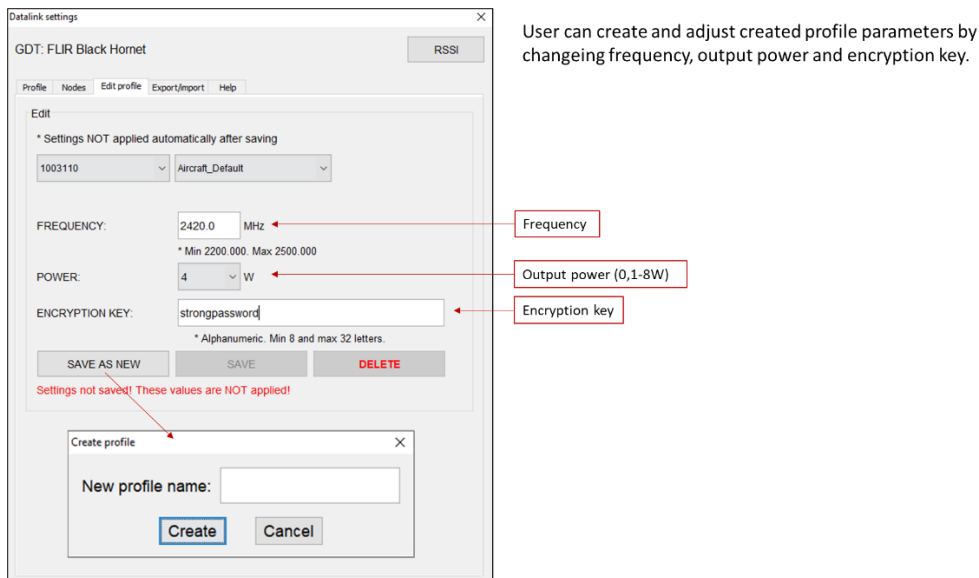 Datalink settings
GDT: FLIR Black Hornet
RSSI
Profile Nodes Edit profile Export/Import Help
Edit
* Settings NOT applied automatically after saving
1003110 Aircraft_Default
FREQUENCY: 2420.0 MHz
* Min 2200.000. Max 2500.000
POWER: 4 W
ENCRYPTION KEY: strongpassword
* Alphanumeric. Min 8 and max 32 letters.
SAVE AS NEW SAVE DELETE
Settings not saved! These values are NOT applied!
Create profile
New profile name:
Create Cancel
User can create and adjust created profile parameters by
changeing frequency, output power and encryption key.
Frequency
Output power (0,1-8W)
Encryption key